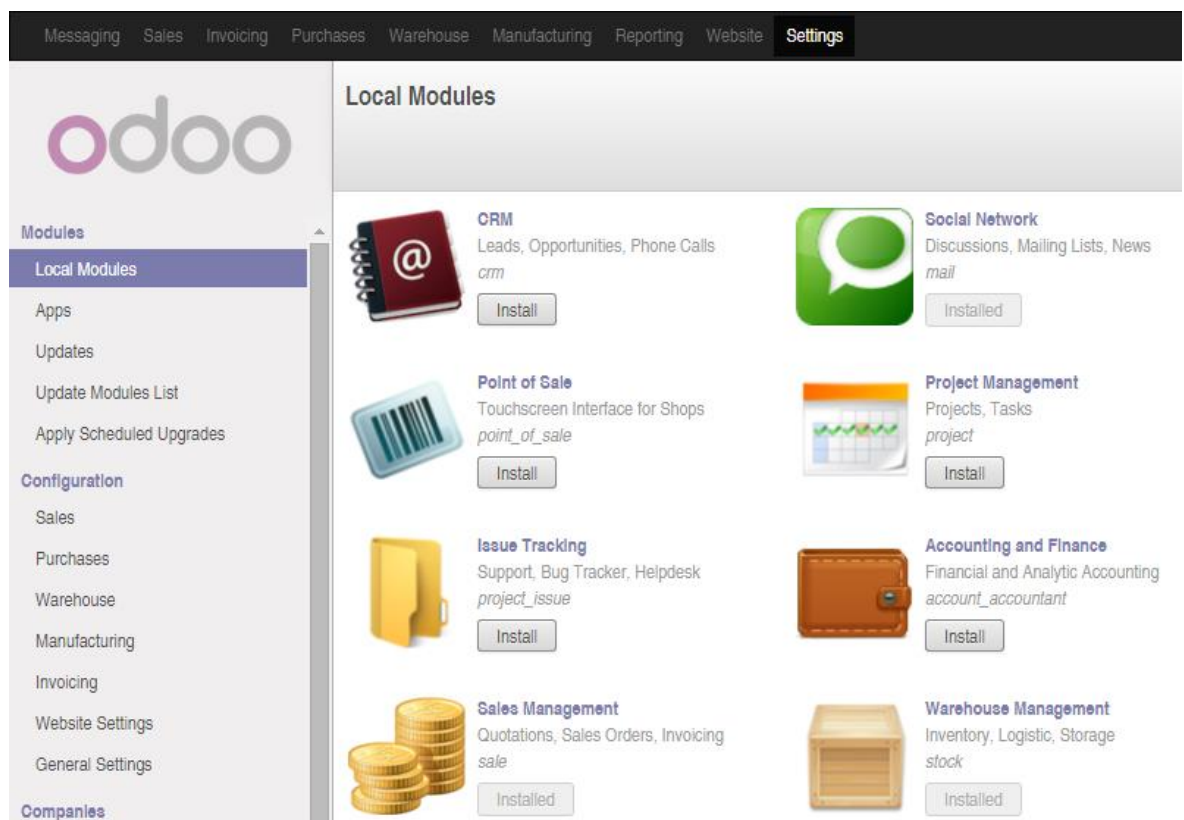 Messaging Sales Invoicing Purchases Warehouse Manufacturing Reporting Website Settings
odoo
Modules
Local Modules
Apps
Updates
Update Modules List
Apply Scheduled Upgrades
Configuration
Sales
Purchases
Warehouse
Manufacturing
Invoicing
Website Settings
General Settings
Companies
Local Modules
CRM
Leads, Opportunities, Phone Calls
crm
Install
Social Network
Discussions, Mailing Lists, News
mail
Installed
Point of Sale
Touchscreen Interface for Shops
point_of_sale
Install
Project Management
Projects, Tasks
project
Install
Issue Tracking
Support, Bug Tracker, Helpdesk
project_issue
Install
Accounting and Finance
Financial and Analytic Accounting
account_accountant
Install
Sales Management
Quotations, Sales Orders, Invoicing
sale
Installed
Warehouse Management
Inventory, Logistic, Storage
stock
Installed